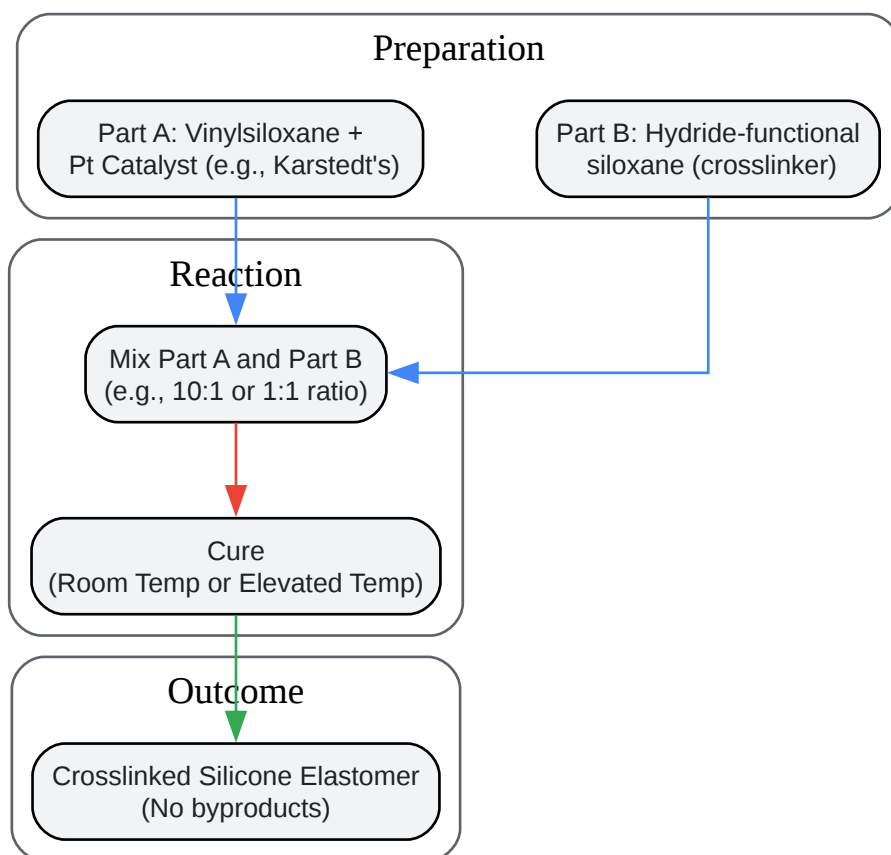 Preparation
Part A: Vinylsiloxane +
Pt Catalyst (e.g., Karstedt's)
Part B: Hydride-functional
siloxane (crosslinker)
Reaction
Mix Part A and Part B
(e.g., 10:1 or 1:1 ratio)
Cure
(Room Temp or Elevated Temp)
Outcome
Crosslinked Silicone Elastomer
(No byproducts)